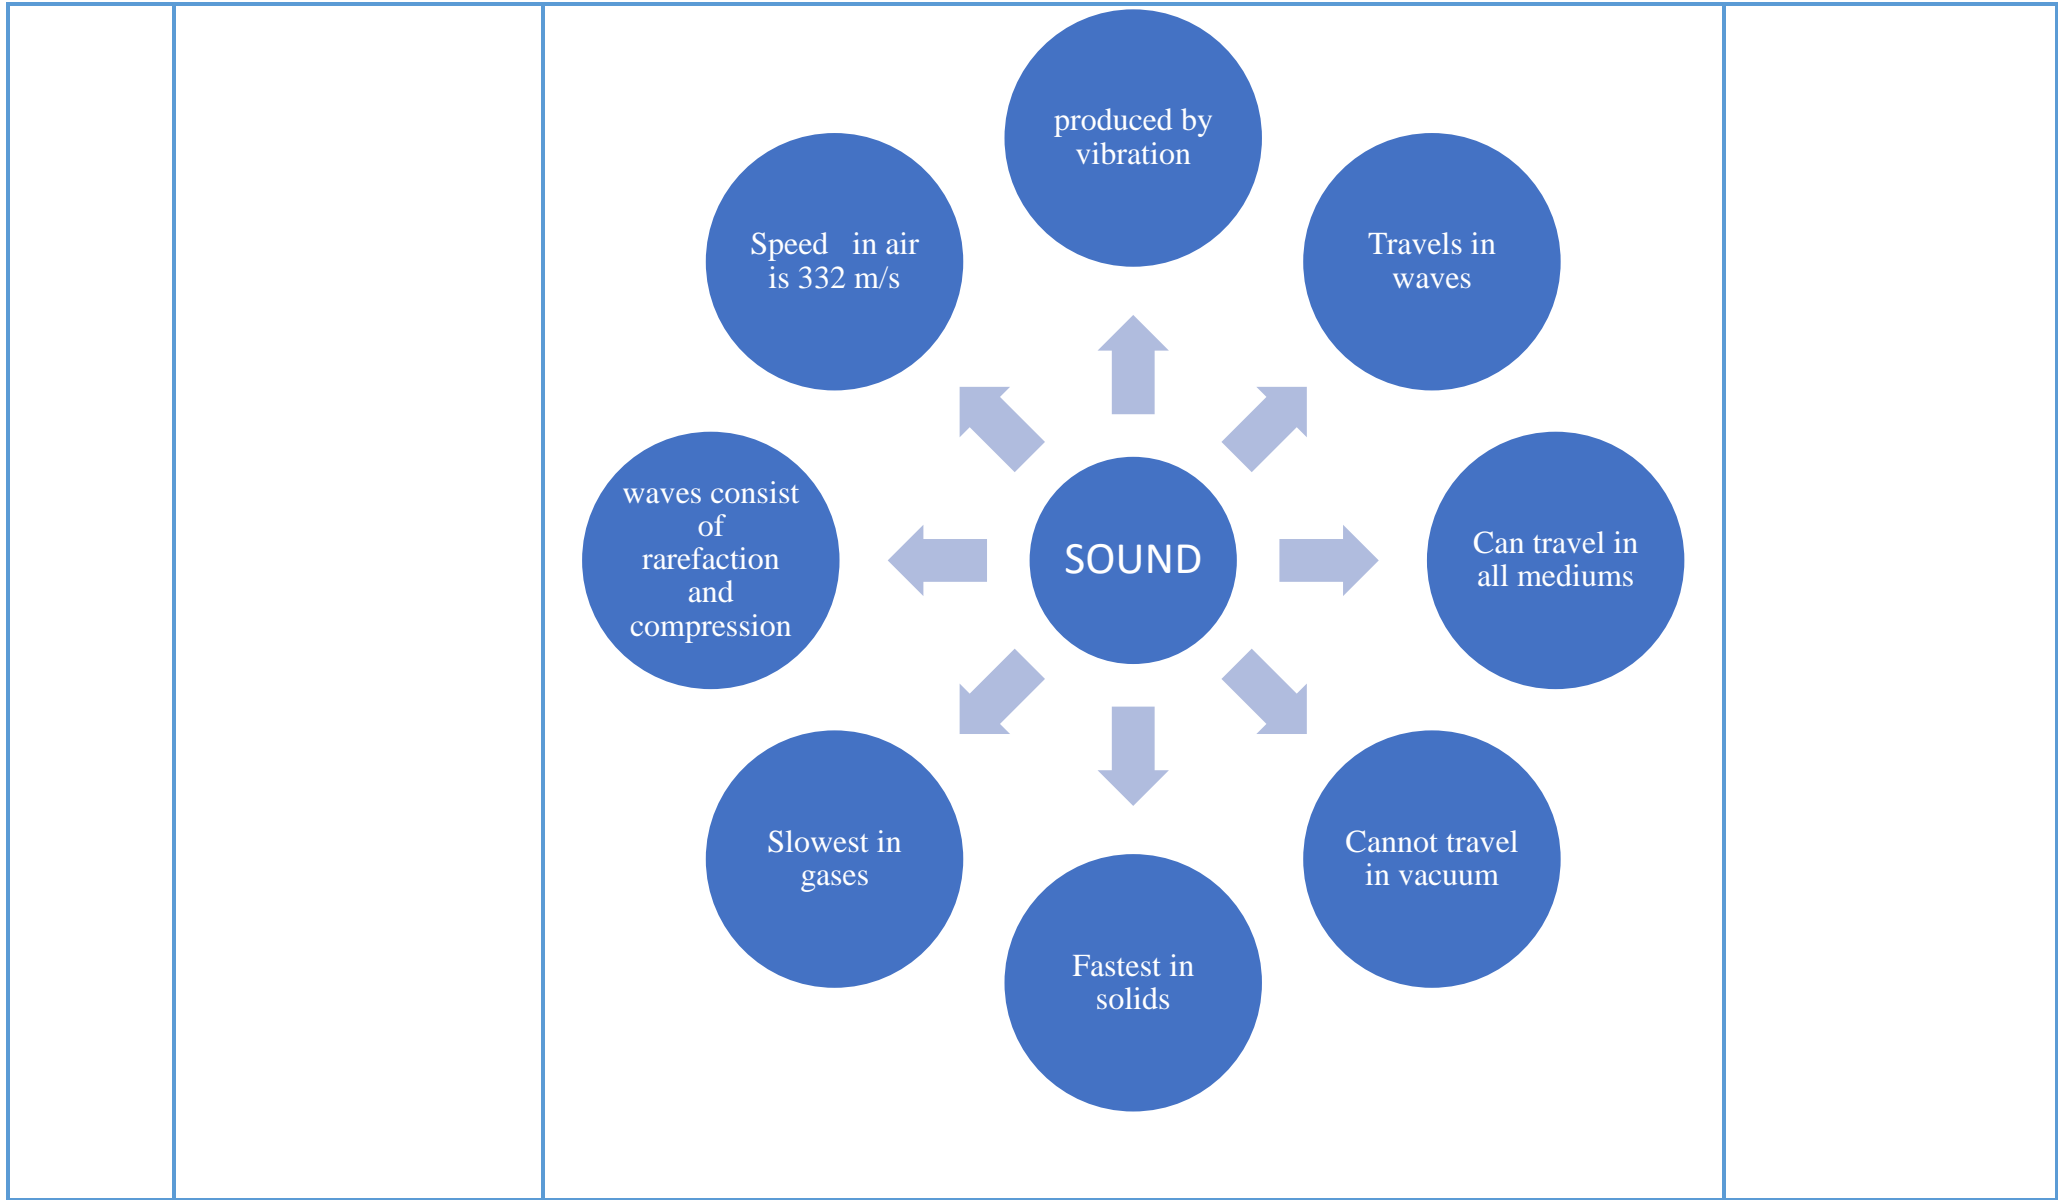 produced by
vibration
Travels in
waves
Can travel in
all mediums
Cannot travel
in vacuum
Fastest in
solids
Slowest in
gases
waves consist
of
rarefaction
and
compression
Speed   in air
is 332 m/s
SOUND